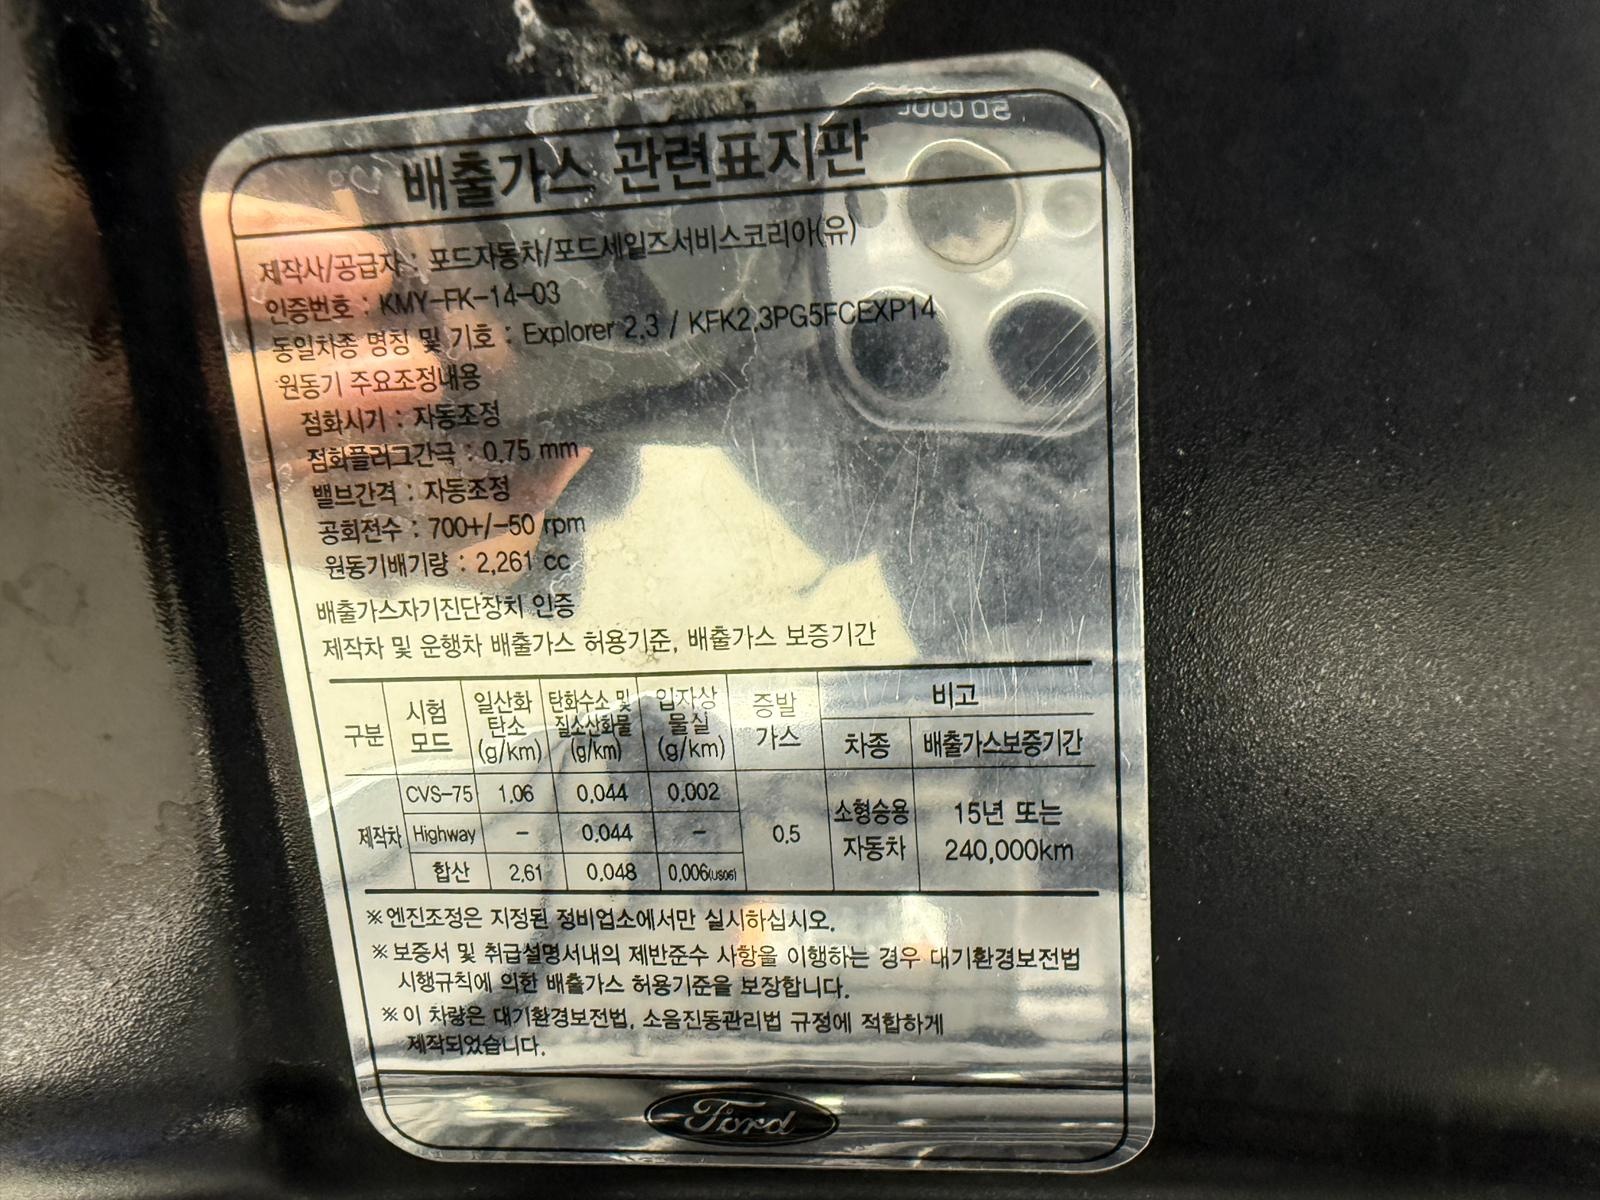 배출가스 관련표지판
제작사/공급자 : 포드자동차/포드세일즈서비스코리아(유)
인증번호 : KMY-FK-14-03
동일차종 명칭 및 기호 : Explorer 2.3 / KFK2.3PG5FCEXP14
원동기 주요조정내용
점화시기 : 자동조정
점화플러그간극 : 0.75 mm
밸브간격 : 자동조정
공회전수 : 700+/-50 rpm
원동기배기량 : 2,261 cc
배출가스자기진단장치 인증
제작차 및 운행차 배출가스 허용기준, 배출가스 보증기간
구분 시험 모드 일산화 탄소 (g/km) 탄화수소 및 질소산화물 (g/km) 입자상 물질 (g/km) 증발 가스 비고
차종 배출가스보증기간
제작차 CVS-75 1.06 0.044 0.002 0.5 소형승용 자동차 15년 또는 240,000km
Highway - 0.044 -
합산 2.61 0.048 0.006(US06)
※ 엔진조정은 지정된 정비업소에서만 실시하십시오.
※ 보증서 및 취급설명서내의 제반준수 사항을 이행하는 경우 대기환경보전법
시행규칙에 의한 배출가스 허용기준을 보장합니다.
※ 이 차량은 대기환경보전법, 소음진동관리법 규정에 적합하게
제작되었습니다.
Ford